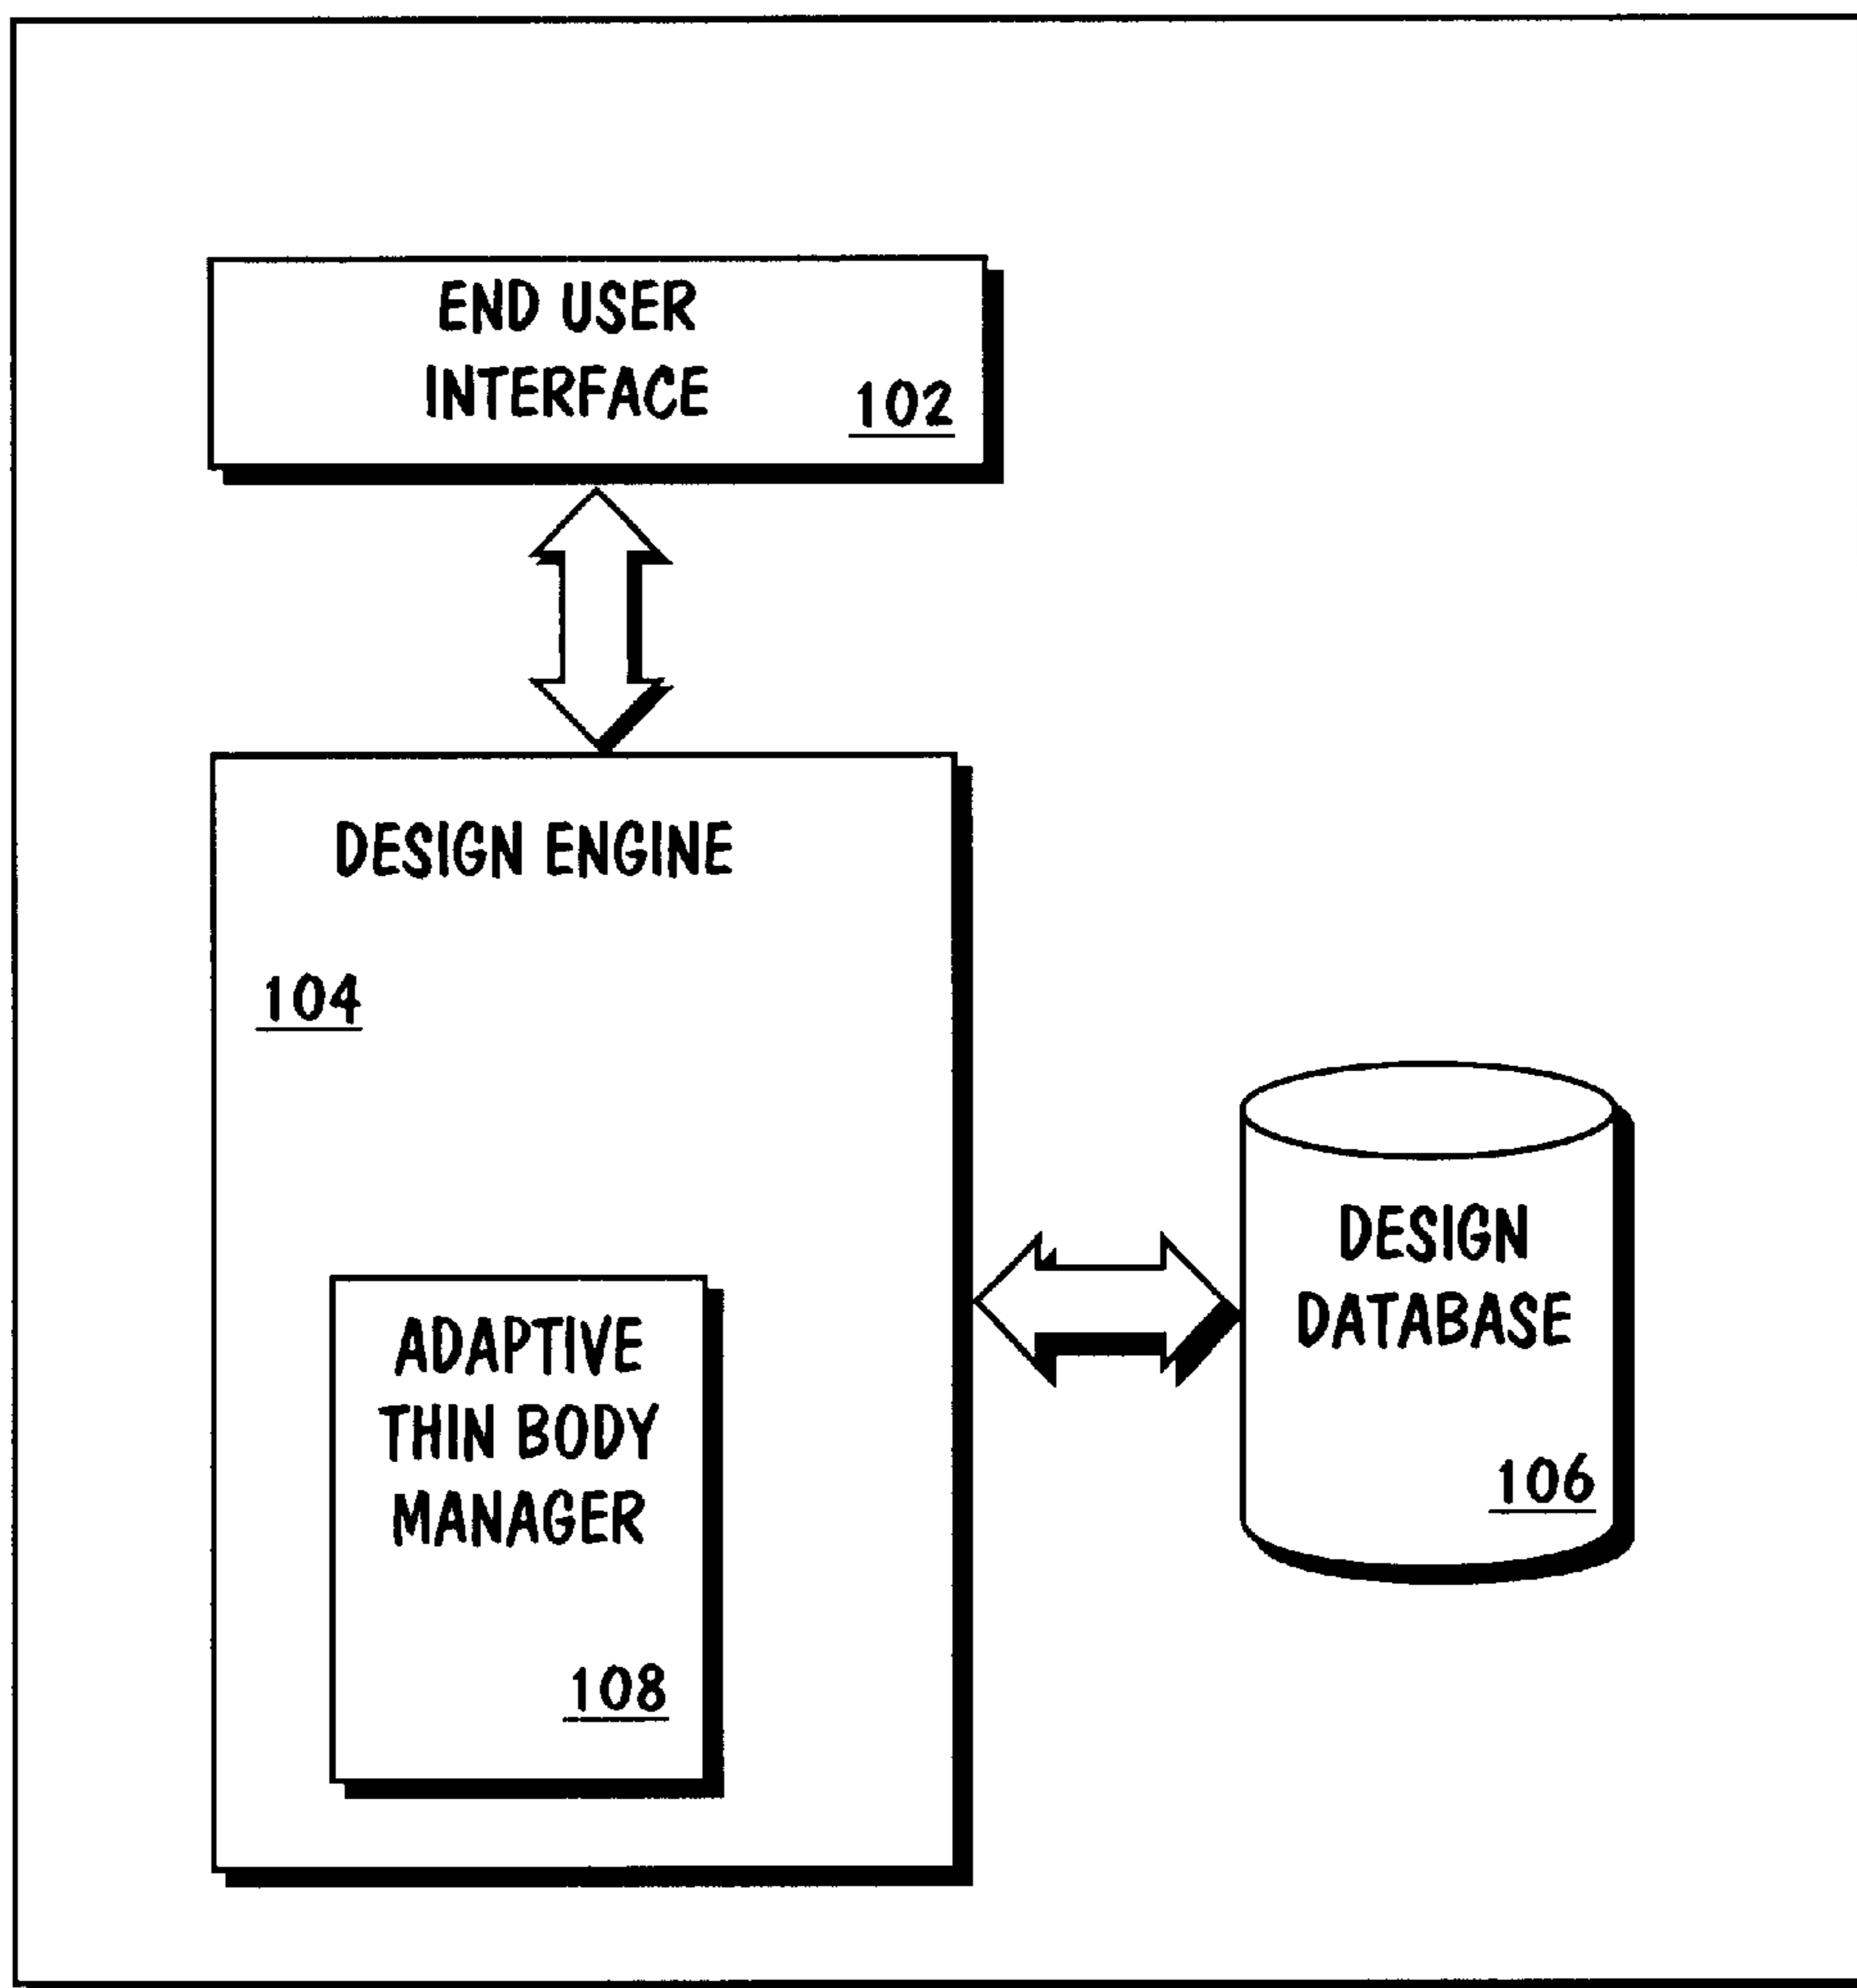 END USER
INTERFACE
102
DESIGN ENGINE
104
ADAPTIVE
THIN BODY
MANAGER
108
DESIGN
DATABASE
106